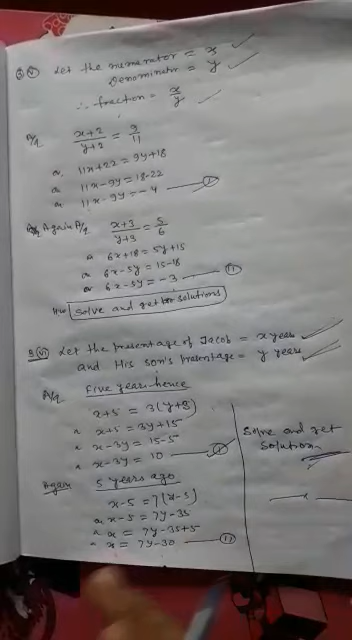 3(v) Let the numerator = x
Denominator = y
∴ fraction = x/y
A/q (x+2)/(y+2) = 9/11
or 11x+22 = 9y+18
or 11x-9y = 18-22
or 11x-9y = -4 — (i)
Again A/q (x+3)/(y+3) = 5/6
or 6x+18 = 5y+15
or 6x-5y = 15-18
or 6x-5y = -3 — (ii)
solve and get solutions
3(vi) Let the present age of Jacob = x years
and His son's present age = y years
A/q Five years hence
x+5 = 3(y+5)
or x+5 = 3y+15
or x-3y = 15-5
or x-3y = 10 — (i)
Again 5 years ago
x-5 = 7(y-5)
or x-5 = 7y-35
or x = 7y-35+5
or x = 7y-30 — (ii)
Solve and get
solution